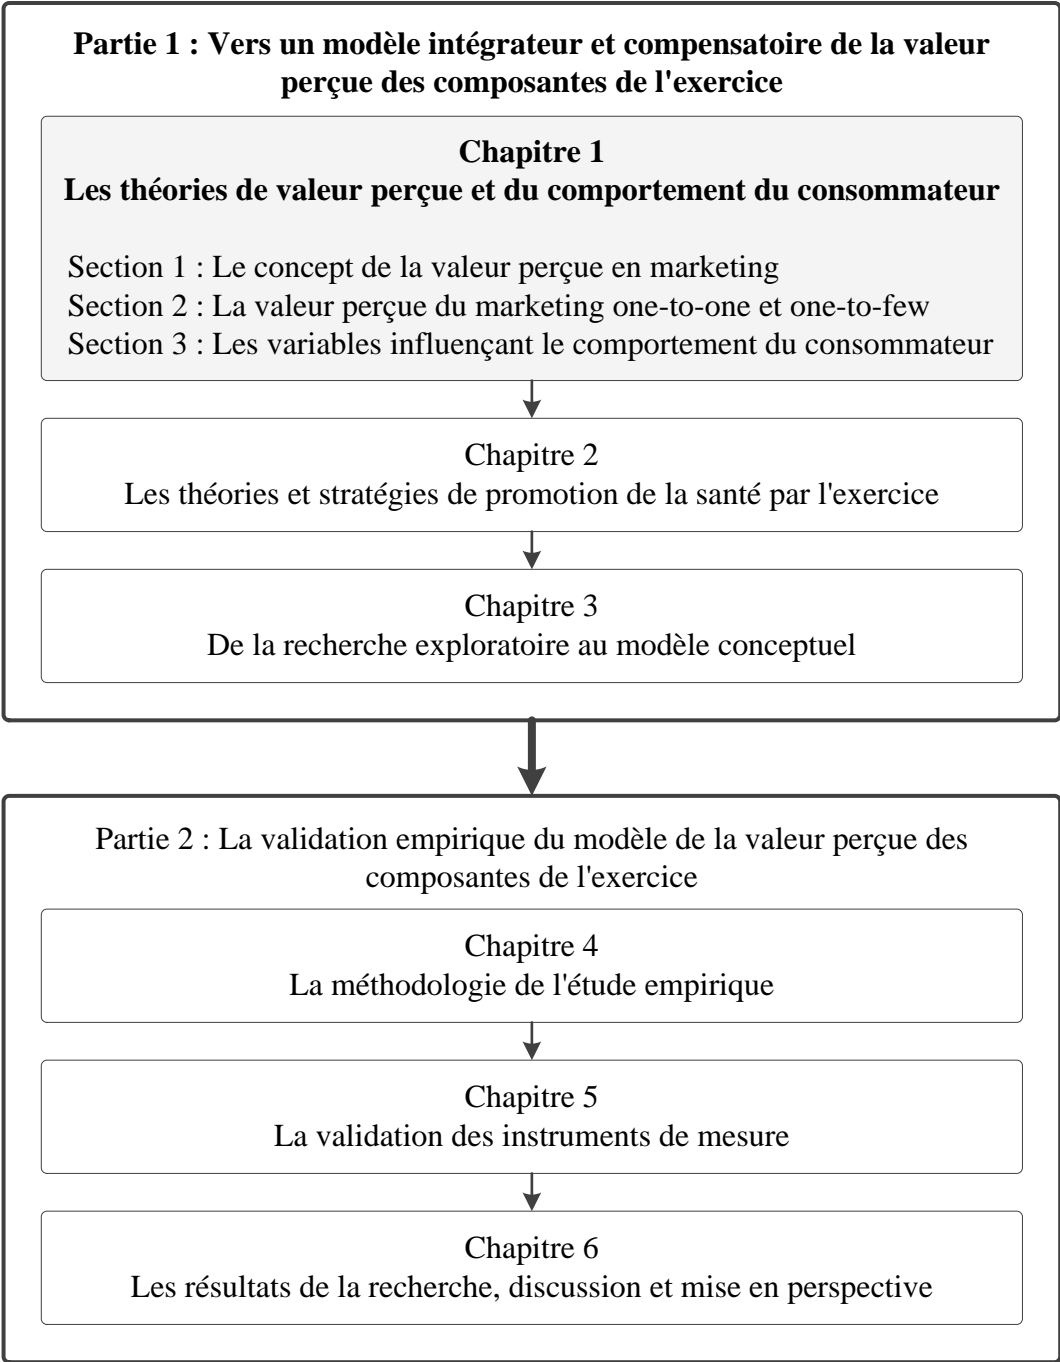 Partie 1 : Vers un modèle intégrateur et compensatoire de la valeur
perçue des composantes de l'exercice
Chapitre 1
Les théories de valeur perçue et du comportement du consommateur
Section 1 : Le concept de la valeur perçue en marketing
Section 2 : La valeur perçue du marketing one-to-one et one-to-few
Section 3 : Les variables influençant le comportement du consommateur
Chapitre 2
Les théories et stratégies de promotion de la santé par l'exercice
Chapitre 3
De la recherche exploratoire au modèle conceptuel
Partie 2 : La validation empirique du modèle de la valeur perçue des
composantes de l'exercice
Chapitre 4
La méthodologie de l'étude empirique
Chapitre 5
La validation des instruments de mesure
Chapitre 6
Les résultats de la recherche, discussion et mise en perspective